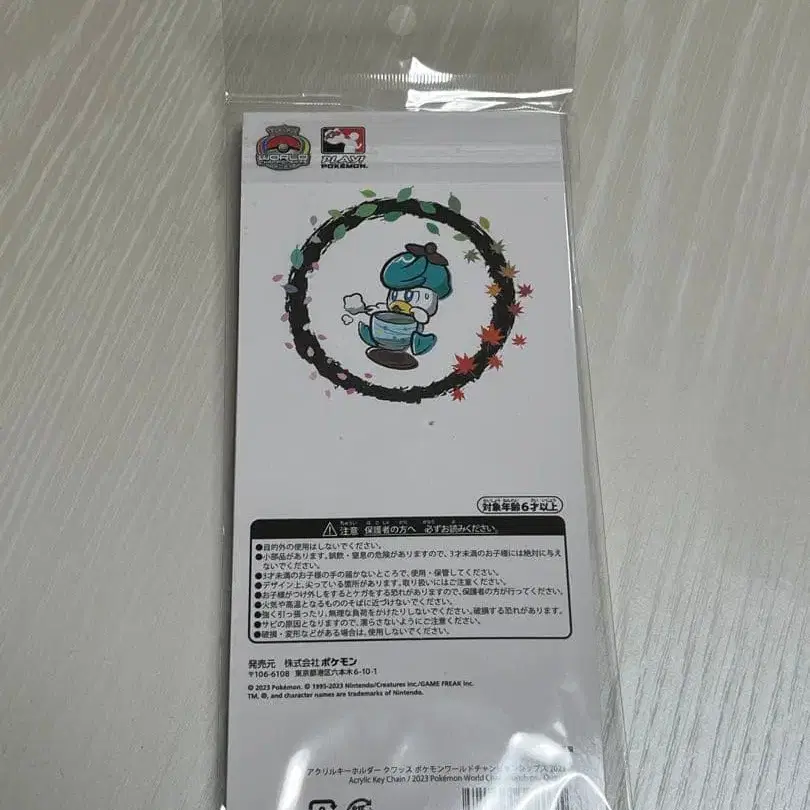 WORLD
PLAY!
POKÉMON.
対象年齢6才以上
注意 保護者の方へ 必ずお読みください。
●目的外の使用はしないでください。
●小部品があります。誤飲・窒息の危険がありますので、3才未満のお子様には絶対に与え
ないでください。
●3才未満のお子様の手の届かないところで、使用・保管してください。
●デザイン上、尖っている箇所があります。取り扱いにはご注意ください。
●お子様がつけ外しをするとケガをする恐れがありますので、保護者の方が行ってください。
●火気や高温となるもののそばに近づけないでください。
●強く引っ張ったり、無理な負荷をかけたりしないでください。破損する恐れがあります。
●サビの原因となりますので、濡らさないようにご注意ください。
●破損・変形などがある場合は、使用しないでください。
発売元 株式会社ポケモン
〒106-6108 東京都港区六本木6-10-1
© 2023 Pokémon. © 1995-2023 Nintendo/Creatures Inc./GAME FREAK inc.
TM, ®, and character names are trademarks of Nintendo.
アクリルキーホルダー クワッス ポケモンワールドチャンピオンシップス 202
Acrylic Key Chain / 2023 Pokémon World